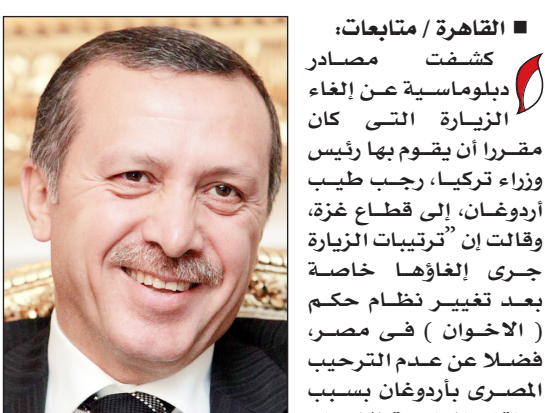 ■ القاهرة / متابعات:
كشفت مصادر
دبلوماسية عن إلغاء
الزيارة التى كان
مقررا أن يقوم بها رئيس
وزراء تركيا، رجب طيب
أردوغان، إلى قطاع غزة،
وقالت إن ”ترتيبات الزيارة
جرى إلغاؤها خاصة
بعد تغيير نظام حكم
( الاخوان ) فى مصر،
فضلا عن عدم الترحيب
المصرى بأردوغان بسبب